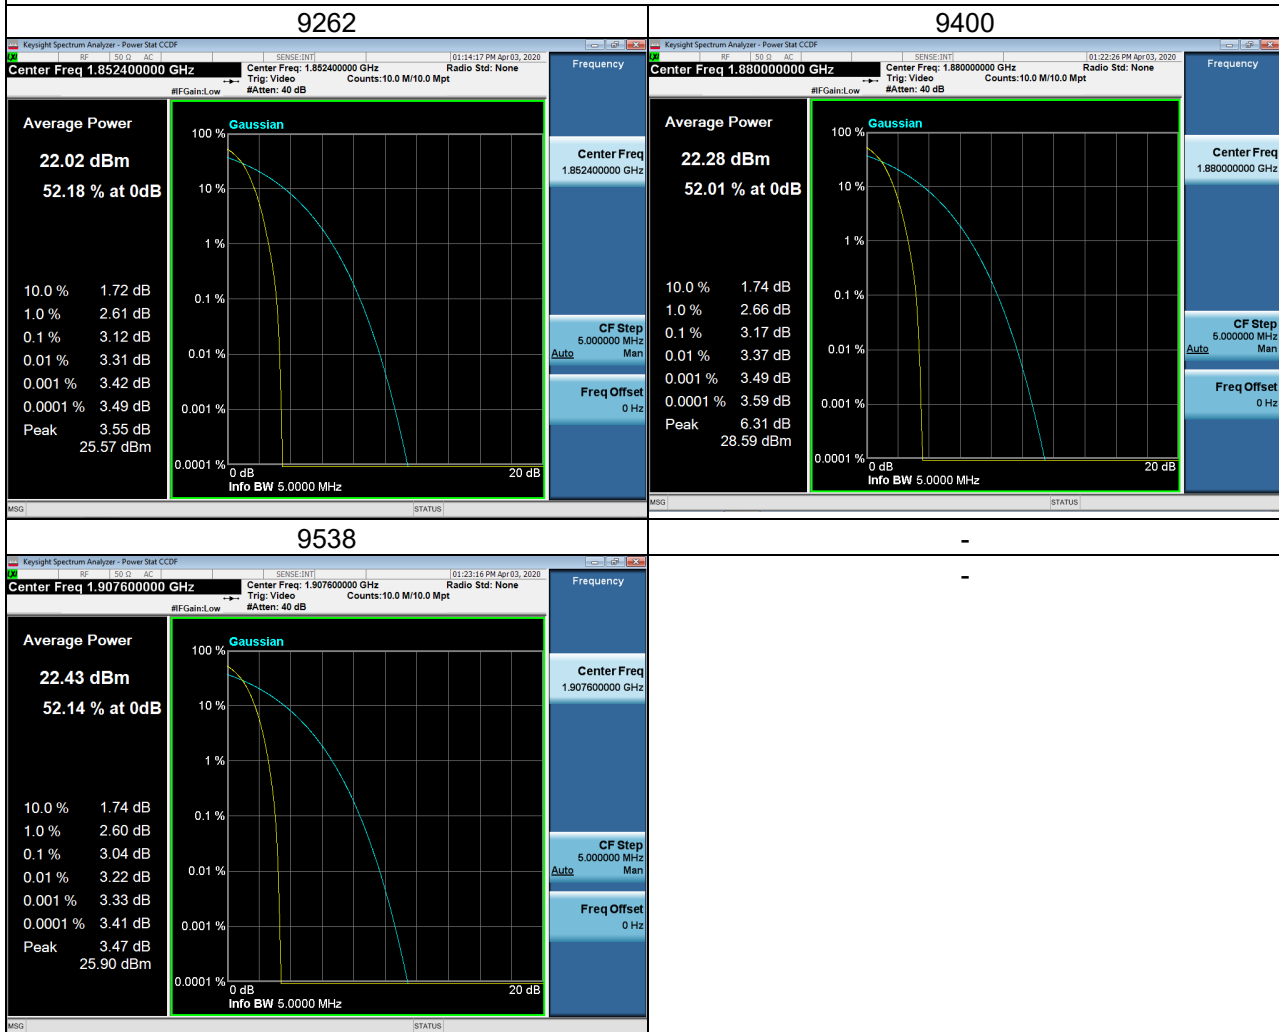 9262
9400
Keysight Spectrum Analyzer - Power Stat CCDF
RF 50 Ω AC SENSE:INT 01:14:17 PM Apr 03, 2020
Center Freq 1.852400000 GHz
Center Freq: 1.852400000 GHz Radio Std: None
Trig: Video Counts:10.0 M/10.0 Mpt
#IFGain:Low #Atten: 40 dB
Frequency
Average Power
22.02 dBm
52.18 % at 0dB
10.0 % 1.72 dB
1.0 % 2.61 dB
0.1 % 3.12 dB
0.01 % 3.31 dB
0.001 % 3.42 dB
0.0001 % 3.49 dB
Peak 3.55 dB
25.57 dBm
Gaussian
100 %
10 %
1 %
0.1 %
0.01 %
0.001 %
0.0001 %
0 dB 20 dB
Info BW 5.0000 MHz
Center Freq
1.852400000 GHz
CF Step
5.000000 MHz
Auto Man
Freq Offset
0 Hz
MSG STATUS
Keysight Spectrum Analyzer - Power Stat CCDF
RF 50 Ω AC SENSE:INT 01:22:26 PM Apr 03, 2020
Center Freq 1.880000000 GHz
Center Freq: 1.880000000 GHz Radio Std: None
Trig: Video Counts:10.0 M/10.0 Mpt
#IFGain:Low #Atten: 40 dB
Frequency
Average Power
22.28 dBm
52.01 % at 0dB
10.0 % 1.74 dB
1.0 % 2.66 dB
0.1 % 3.17 dB
0.01 % 3.37 dB
0.001 % 3.49 dB
0.0001 % 3.59 dB
Peak 6.31 dB
28.59 dBm
Gaussian
100 %
10 %
1 %
0.1 %
0.01 %
0.001 %
0.0001 %
0 dB 20 dB
Info BW 5.0000 MHz
Center Freq
1.880000000 GHz
CF Step
5.000000 MHz
Auto Man
Freq Offset
0 Hz
MSG STATUS
9538
-
Keysight Spectrum Analyzer - Power Stat CCDF
RF 50 Ω AC SENSE:INT 01:23:16 PM Apr 03, 2020
Center Freq 1.907600000 GHz
Center Freq: 1.907600000 GHz Radio Std: None
Trig: Video Counts:10.0 M/10.0 Mpt
#IFGain:Low #Atten: 40 dB
Frequency
Average Power
22.43 dBm
52.14 % at 0dB
10.0 % 1.74 dB
1.0 % 2.60 dB
0.1 % 3.04 dB
0.01 % 3.22 dB
0.001 % 3.33 dB
0.0001 % 3.41 dB
Peak 3.47 dB
25.90 dBm
Gaussian
100 %
10 %
1 %
0.1 %
0.01 %
0.001 %
0.0001 %
0 dB 20 dB
Info BW 5.0000 MHz
Center Freq
1.907600000 GHz
CF Step
5.000000 MHz
Auto Man
Freq Offset
0 Hz
MSG STATUS
-